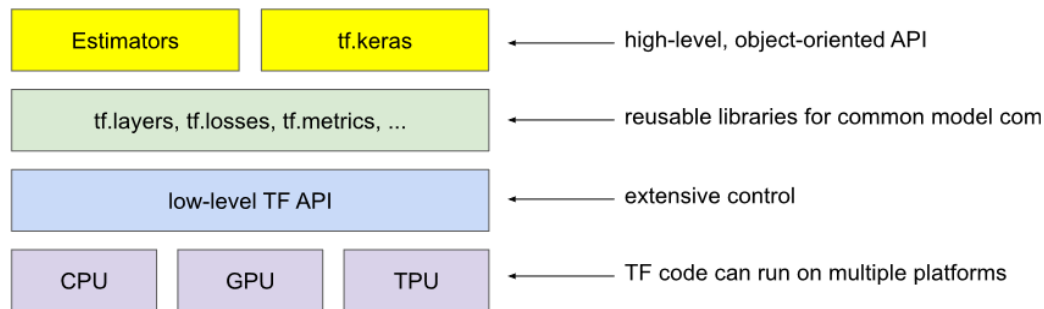 Estimators
tf.keras
high-level, object-oriented API
tf.layers, tf.losses, tf.metrics, ...
reusable libraries for common model com
low-level TF API
extensive control
CPU
GPU
TPU
TF code can run on multiple platforms